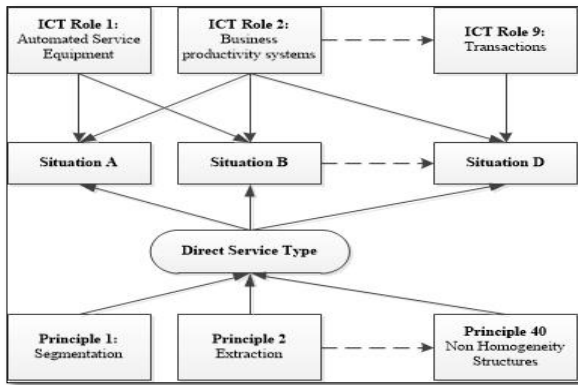 ICT Role 1:
Automated Service
Equipment
ICT Role 2:
Business
productivity systems
ICT Role 9:
Transactions
Situation A
Situation B
Situation D
Direct Service Type
Principle 1:
Segmentation
Principle 2
Extraction
Principle 40
Non Homogeneity
Structures